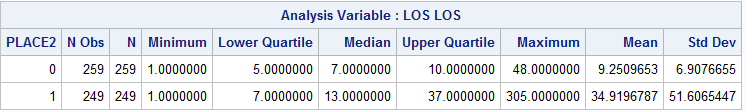 Analysis Variable : LOS LOS
PLACE2 N Obs N Minimum Lower Quartile Median Upper Quartile Maximum Mean Std Dev
0 259 259 1.0000000 5.0000000 7.0000000 10.0000000 48.0000000 9.2509653 6.9076655
1 249 249 1.0000000 7.0000000 13.0000000 37.0000000 305.0000000 34.9196787 51.6065447